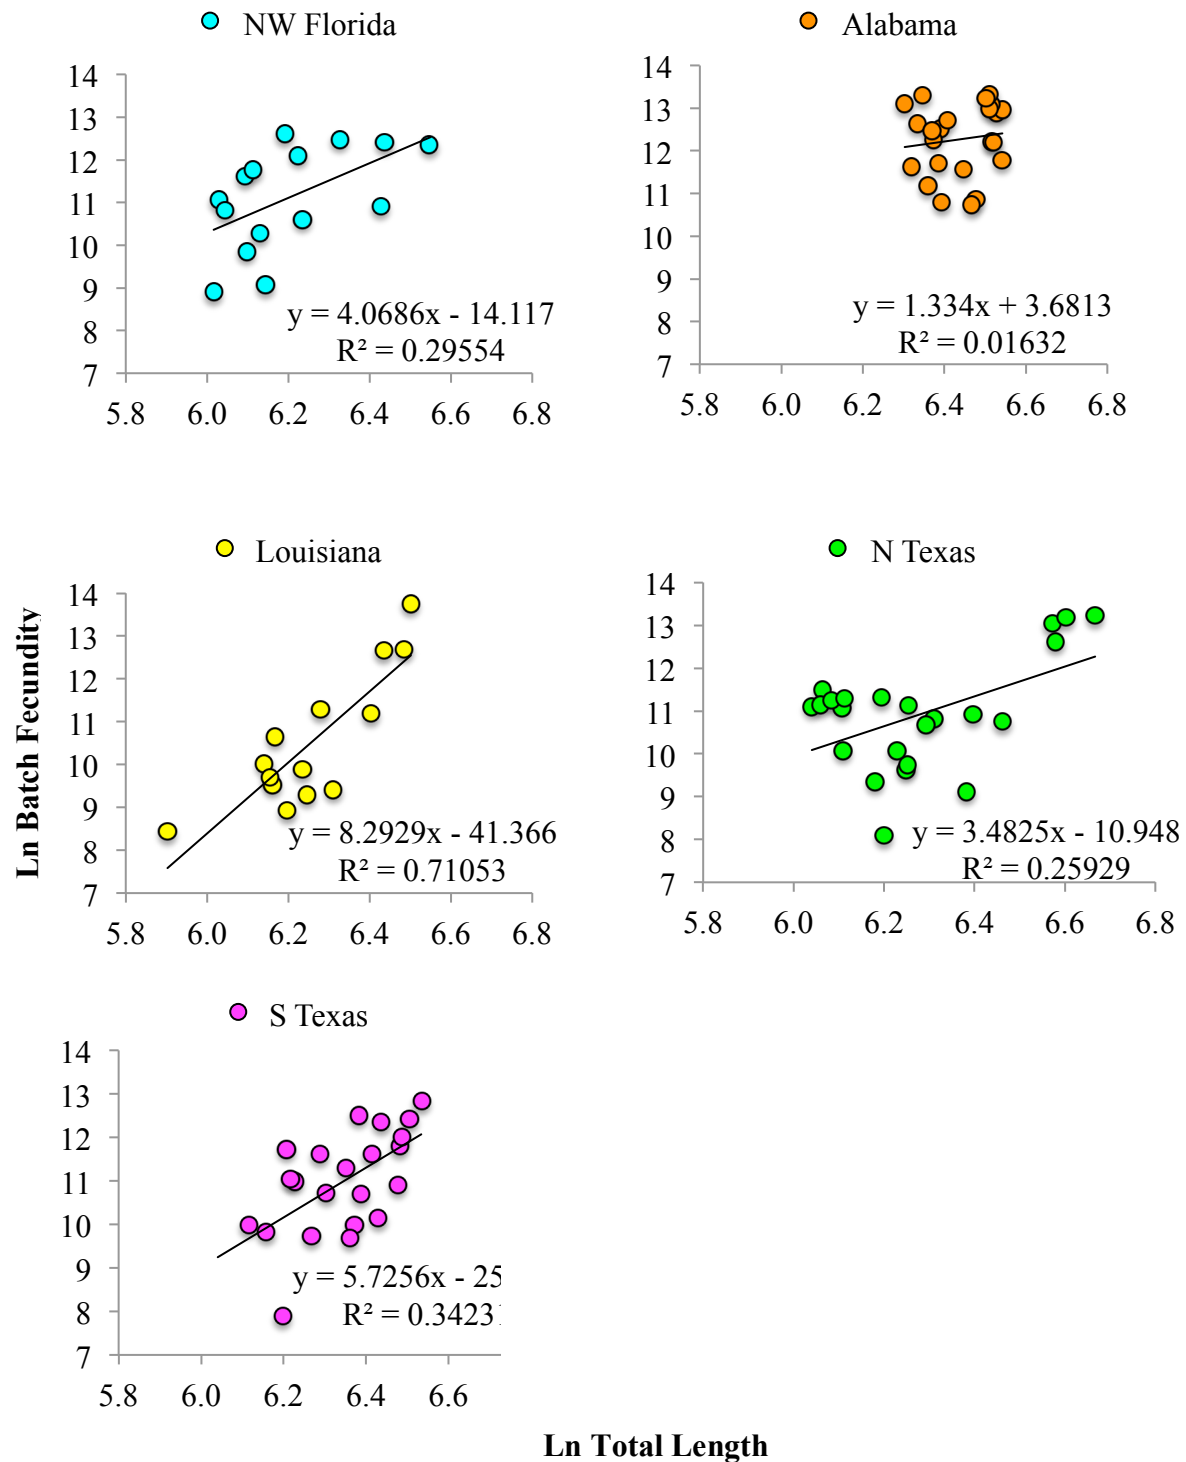 NW Florida
14
13
12
11
10
9
8
7
y = 4.0686x - 14.117
R² = 0.29554
5.8 6.0 6.2 6.4 6.6 6.8
Alabama
14
13
12
11
10
9
8
7
y = 1.334x + 3.6813
R² = 0.01632
5.8 6.0 6.2 6.4 6.6 6.8
Ln Batch Fecundity
Louisiana
14
13
12
11
10
9
8
7
y = 8.2929x - 41.366
R² = 0.71053
5.8 6.0 6.2 6.4 6.6 6.8
N Texas
14
13
12
11
10
9
8
7
y = 3.4825x - 10.948
R² = 0.25929
5.8 6.0 6.2 6.4 6.6 6.8
S Texas
14
13
12
11
10
9
8
7
y = 5.7256x - 25
R² = 0.3423
5.8 6.0 6.2 6.4 6.6
Ln Total Length